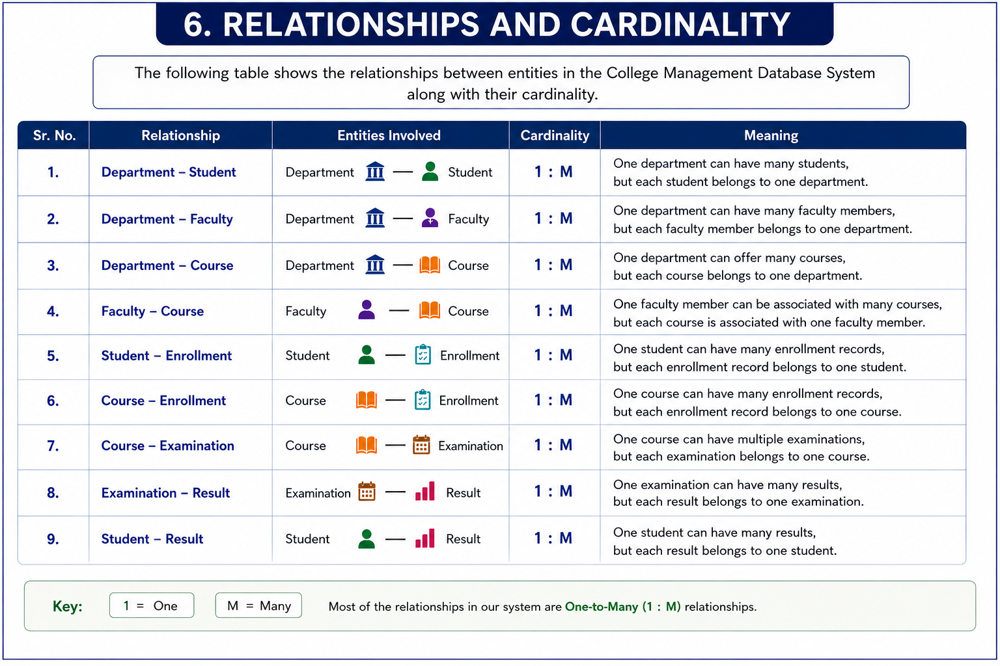 6. RELATIONSHIPS AND CARDINALITY
The following table shows the relationships between entities in the College Management Database System
along with their cardinality.
Sr. No. Relationship Entities Involved Cardinality Meaning
1. Department – Student Department — Student 1 : M One department can have many students,
but each student belongs to one department.
2. Department – Faculty Department — Faculty 1 : M One department can have many faculty members,
but each faculty member belongs to one department.
3. Department – Course Department — Course 1 : M One department can offer many courses,
but each course belongs to one department.
4. Faculty – Course Faculty — Course 1 : M One faculty member can be associated with many courses,
but each course is associated with one faculty member.
5. Student – Enrollment Student — Enrollment 1 : M One student can have many enrollment records,
but each enrollment record belongs to one student.
6. Course – Enrollment Course — Enrollment 1 : M One course can have many enrollment records,
but each enrollment record belongs to one course.
7. Course – Examination Course — Examination 1 : M One course can have multiple examinations,
but each examination belongs to one course.
8. Examination – Result Examination — Result 1 : M One examination can have many results,
but each result belongs to one examination.
9. Student – Result Student — Result 1 : M One student can have many results,
but each result belongs to one student.
Key: 1 = One M = Many Most of the relationships in our system are One-to-Many (1 : M) relationships.